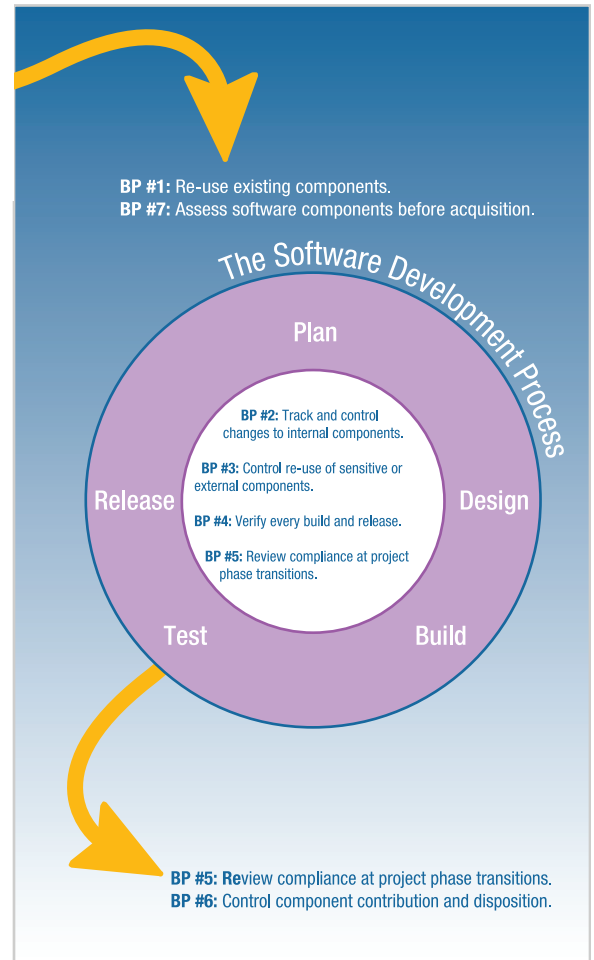 BP #1: Re-use existing components.
BP #7: Assess software components before acquisition.
The Software Development Process
Plan
BP #2: Track and control
changes to internal components.
BP #3: Control re-use of sensitive or
external components.
Release
Design
BP #4: Verify every build and release.
BP #5: Review compliance at project
phase transitions.
Test
Build
BP #5: Review compliance at project phase transitions.
BP #6: Control component contribution and disposition.